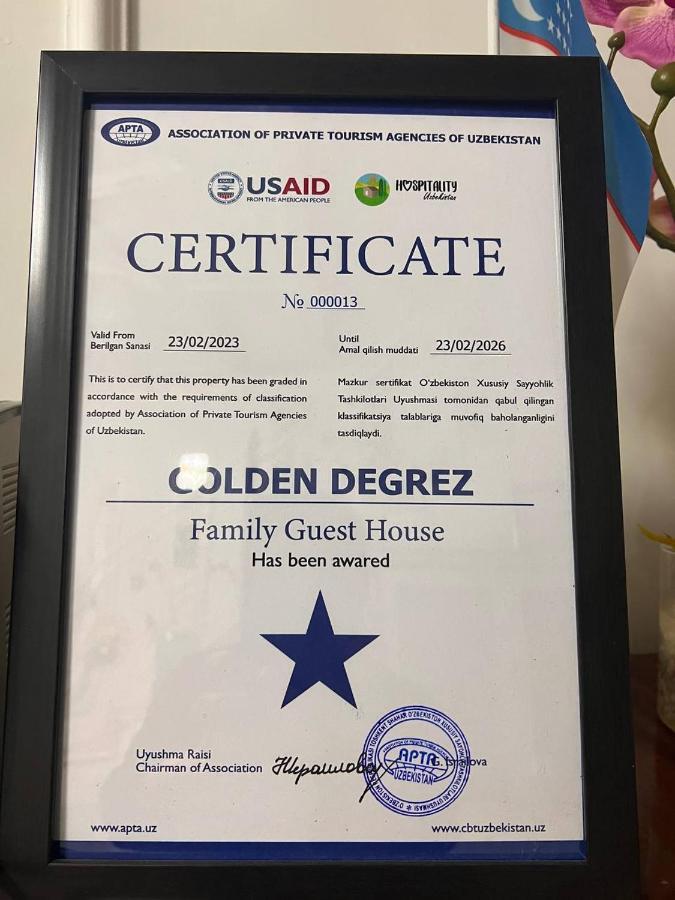 APTA
ASSOCIATION OF PRIVATE TOURISM AGENCIES OF UZBEKISTAN
USAID
FROM THE AMERICAN PEOPLE
HOSPITALITY
Uzbekistan
CERTIFICATE
№ 000013
Valid From
Berilgan Sanasi
23/02/2023
Until
Amal qilish muddati
23/02/2026
This is to certify that this property has been graded in
accordance with the requirements of classification
adopted by Association of Private Tourism Agencies
of Uzbekistan.
Mazkur sertifikat O'zbekiston Xususiy Sayyohlik
Tashkilotlari Uyushmasi tomonidan qabul qilingan
klassifikatsiya talablariga muvofiq baholanganligini
tasdiqlaydi.
GOLDEN DEGREZ
Family Guest House
Has been awared
Uyushma Raisi
Chairman of Association
APTA
UZBEKISTAN
www.apta.uz
www.cbtuzbekistan.uz